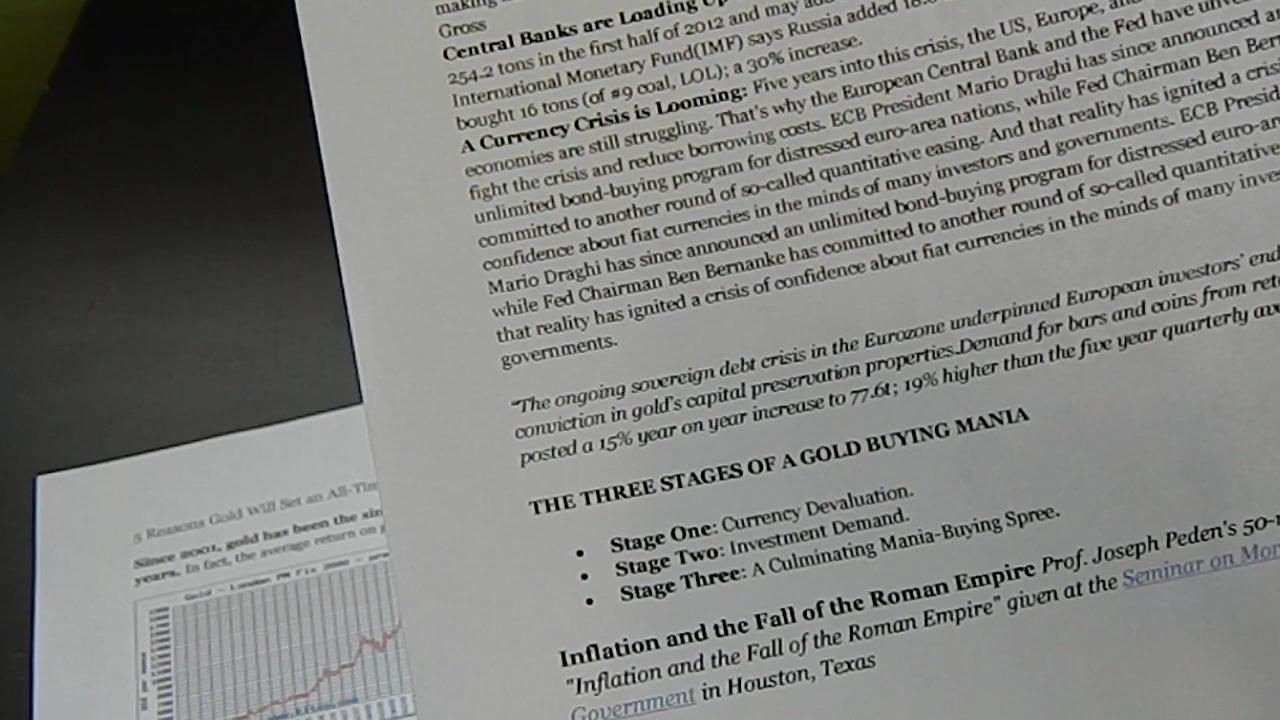 making
Gross
Central Banks are Loading Up
254.2 tons in the first half of 2012 and may add
International Monetary Fund(IMF) says Russia added
bought 16 tons (of #9 coal, LOL); a 30% increase.
A Currency Crisis is Looming: Five years into this crisis, the US, Europe,
economies are still struggling. That's why the European Central Bank and the Fed have
fight the crisis and reduce borrowing costs. ECB President Mario Draghi has since announced
unlimited bond-buying program for distressed euro-area nations, while Fed Chairman Ben
committed to another round of so-called quantitative easing. And that reality has ignited a
confidence about fiat currencies in the minds of many investors and governments. ECB
Mario Draghi has since announced an unlimited bond-buying program for distressed
while Fed Chairman Ben Bernanke has committed to another round of so-called quantitative
that reality has ignited a crisis of confidence about fiat currencies in the minds of many
governments.
"The ongoing sovereign debt crisis in the Eurozone underpinned European investors'
conviction in gold's capital preservation properties.Demand for bars and coins from
posted a 15% year on year increase to 77.6t; 19% higher than the five year quarterly
THE THREE STAGES OF A GOLD BUYING MANIA
• Stage One: Currency Devaluation.
• Stage Two: Investment Demand.
• Stage Three: A Culminating Mania-Buying Spree.
Inflation and the Fall of the Roman Empire Prof. Joseph Peden's 50-
"Inflation and the Fall of the Roman Empire" given at the Seminar on
Government in Houston, Texas
5 Reasons Gold Will Set an All-
Since 2001, gold has been the
years. In fact, the average return on
Gold - London PM Fix 2000 -
www.kitco.com